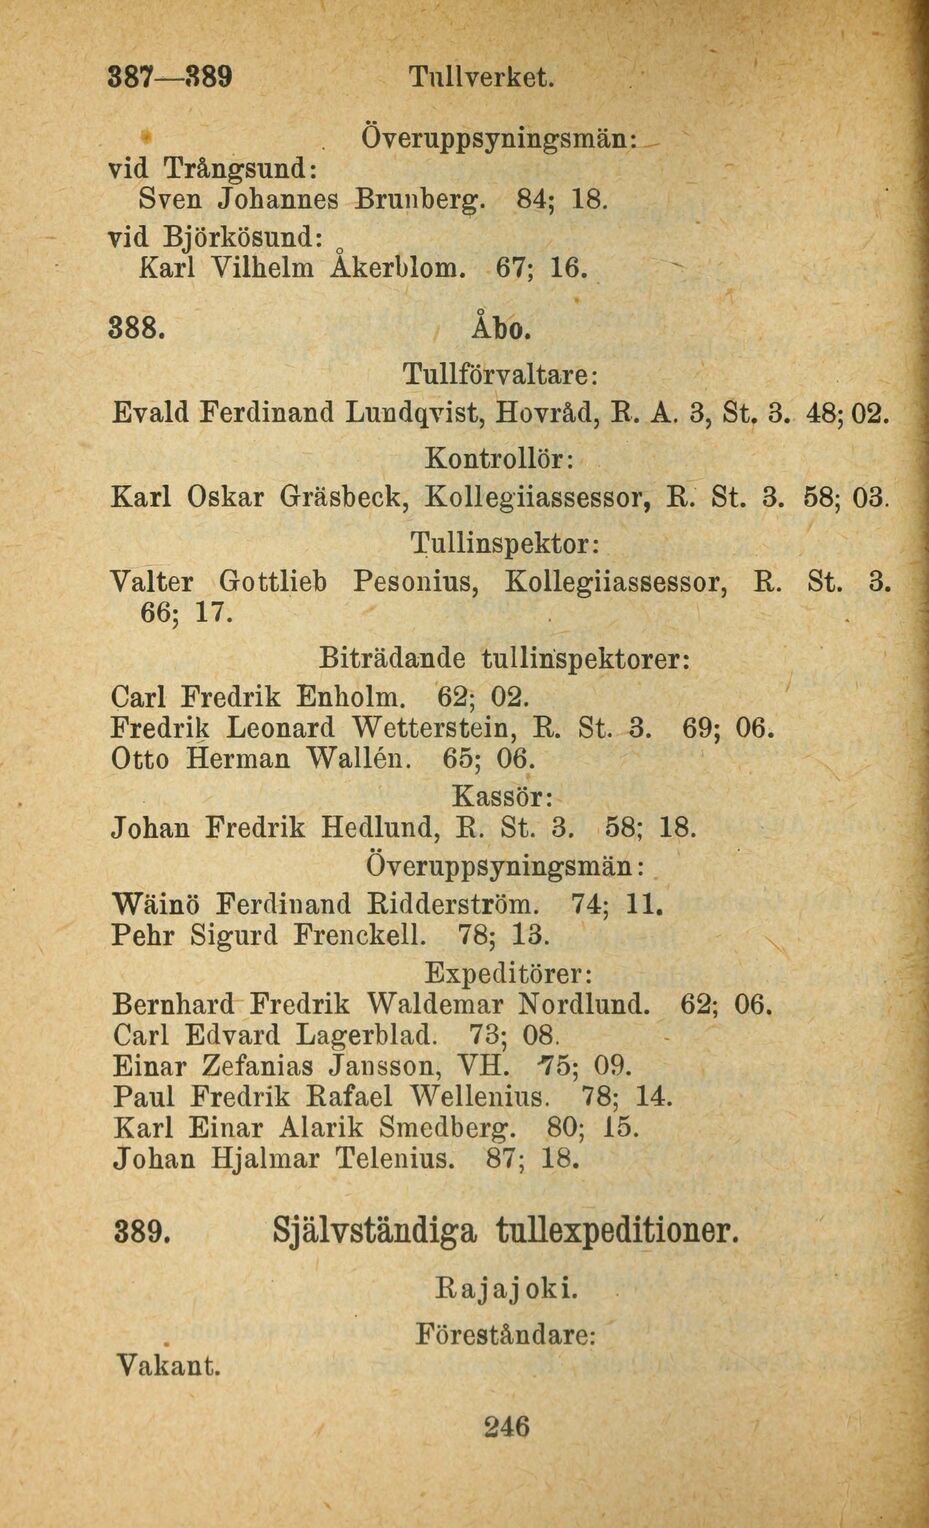 387—389 Tullverket.
Överuppsyningsmän:
vid Trångsund:
Sven Johannes Brunberg. 84; 18.
vid Björkösund:
Karl Vilhelm Åkerblom. 67; 16.
388. Åbo.
Tullförvaltare:
Evald Ferdinand Lundqvist, Hovråd, R. A. 3, St. 3. 48; 02.
Kontrollör:
Karl Oskar Gräsbeck, Kollegiiassessor, R. St. 3. 58; 03.
Tullinspektor:
Valter Gottlieb Pesonius, Kollegiiassessor, R. St. 3.
66; 17.
Biträdande tullinspektorer:
Carl Fredrik Enholm. 62; 02.
Fredrik Leonard Wetterstein, R. St. 3. 69; 06.
Otto Herman Wallén. 65; 06.
Kassör:
Johan Fredrik Hedlund, R. St. 3. 58; 18.
Överuppsyningsmän:
Wäinö Ferdinand Ridderström. 74; 11.
Pehr Sigurd Frenckell. 78; 13.
Expeditörer:
Bernhard Fredrik Waldemar Nordlund. 62; 06.
Carl Edvard Lagerblad. 73; 08.
Einar Zefanias Jansson, VH. 75; 09.
Paul Fredrik Rafael Wellenius. 78; 14.
Karl Einar Alarik Smedberg. 80; 15.
Johan Hjalmar Telenius. 87; 18.
389. Självständiga tullexpeditioner.
Rajajoki.
Föreståndare:
Vakant.
246